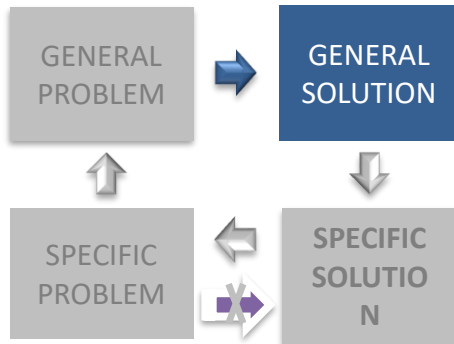 GENERAL
PROBLEM
GENERAL
SOLUTION
SPECIFIC
PROBLEM
SPECIFIC
SOLUTIO
N